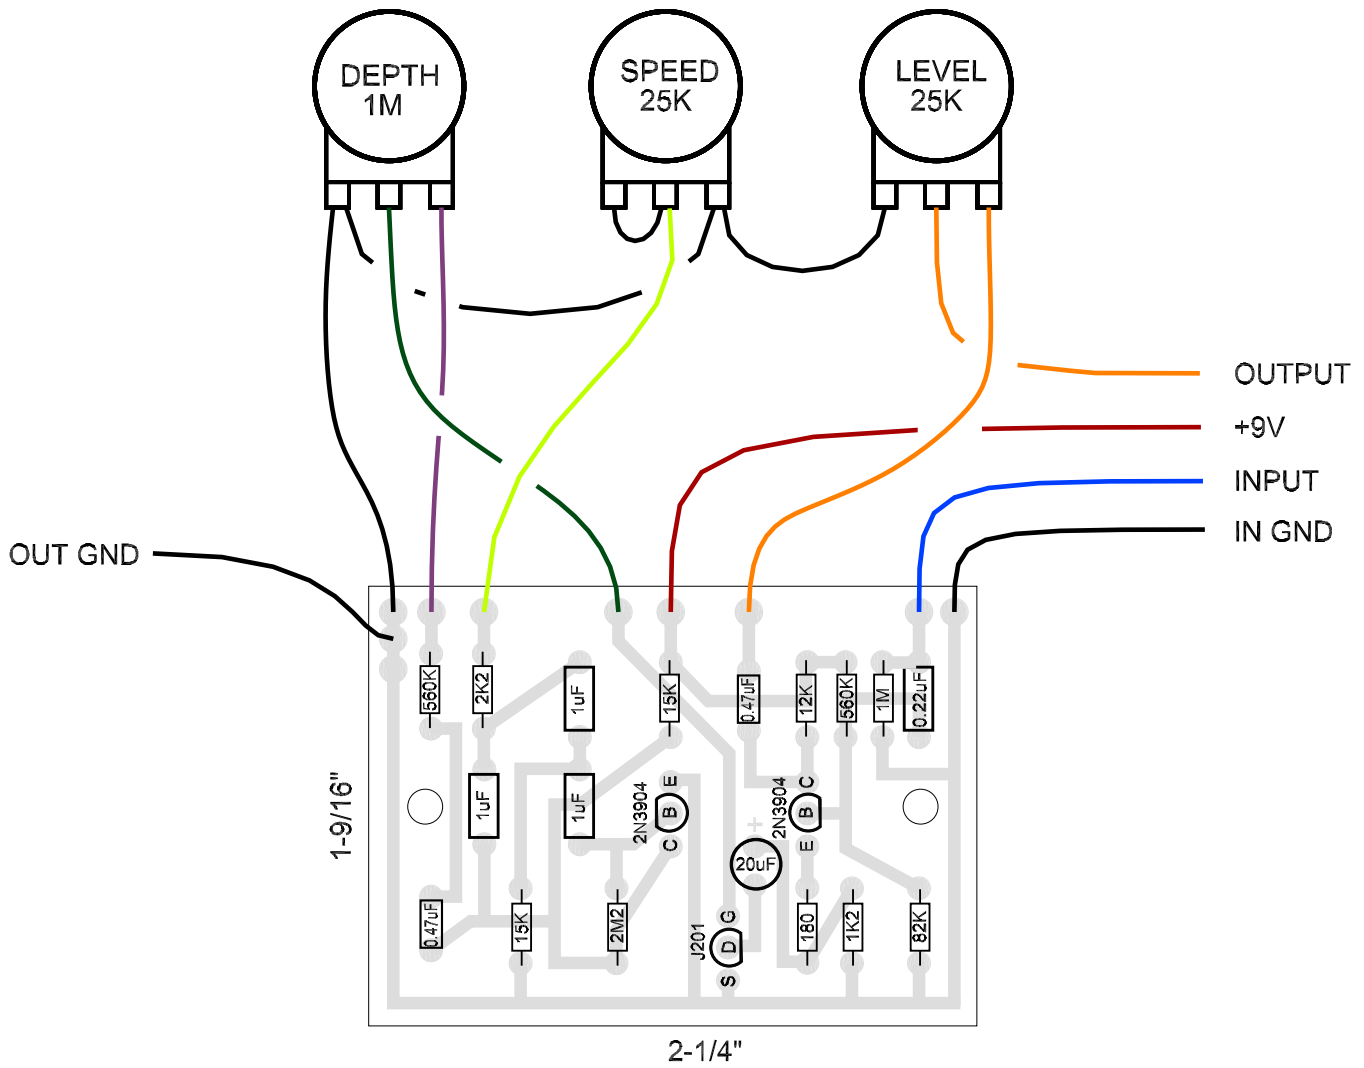 DEPTH
1M
SPEED
25K
LEVEL
25K
OUTPUT
+9V
INPUT
IN GND
OUT GND
560K
2K2
1uF
15K
0.47uF
12K
560K
1M
0.22uF
1-9/16"
1uF
1uF
2N3904
E
B
C
2N3904
C
B
E
+
20uF
0.47uF
15K
2M2
J201
G
D
S
180
1K2
82K
2-1/4"